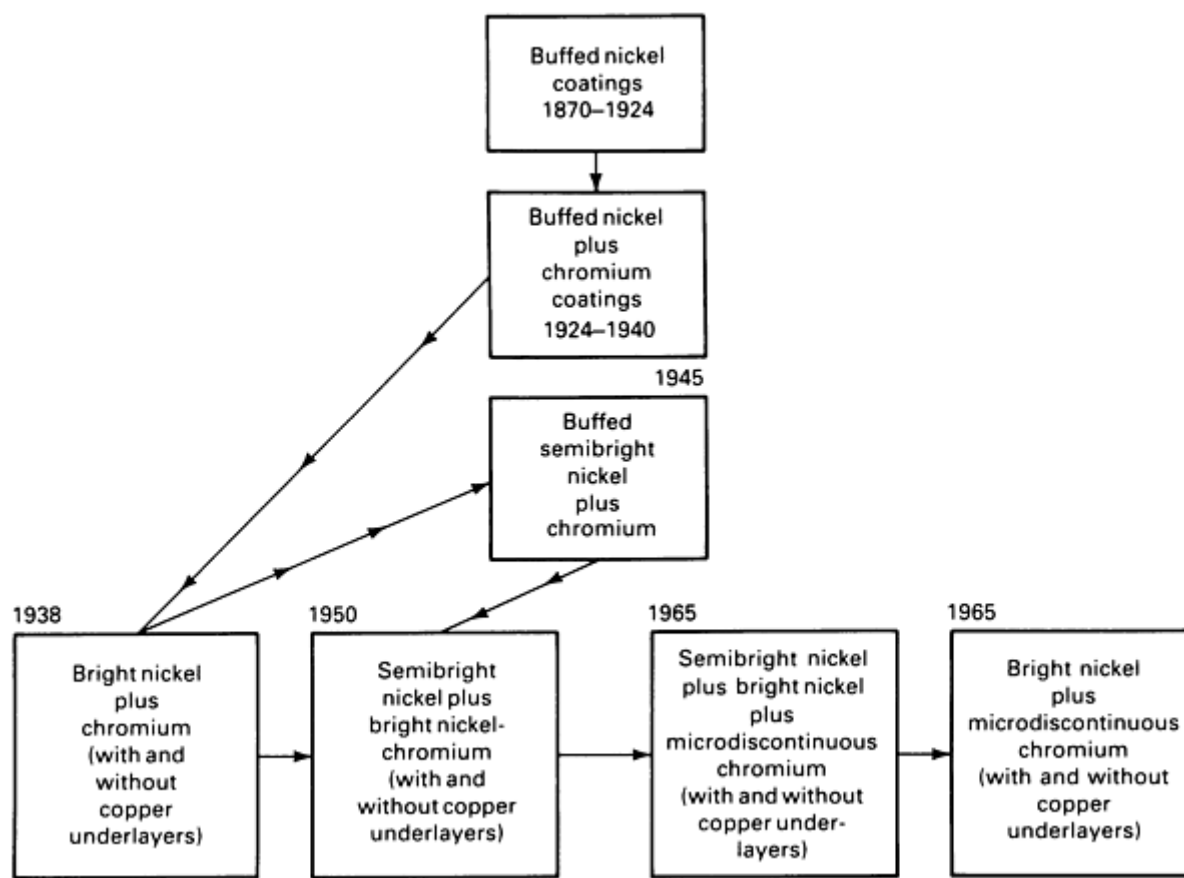 Buffed nickel
coatings
1870–1924
Buffed nickel
plus
chromium
coatings
1924–1940
1945
Buffed
semibright
nickel
plus
chromium
1938
Bright nickel
plus
chromium
(with and
without
copper
underlayers)
1950
Semibright
nickel plus
bright nickel-
chromium
(with and
without copper
underlayers)
1965
Semibright nickel
plus bright nickel
plus
microdiscontinuous
chromium
(with and without
copper under-
layers)
1965
Bright nickel
plus
microdiscontinuous
chromium
(with and without
copper
underlayers)